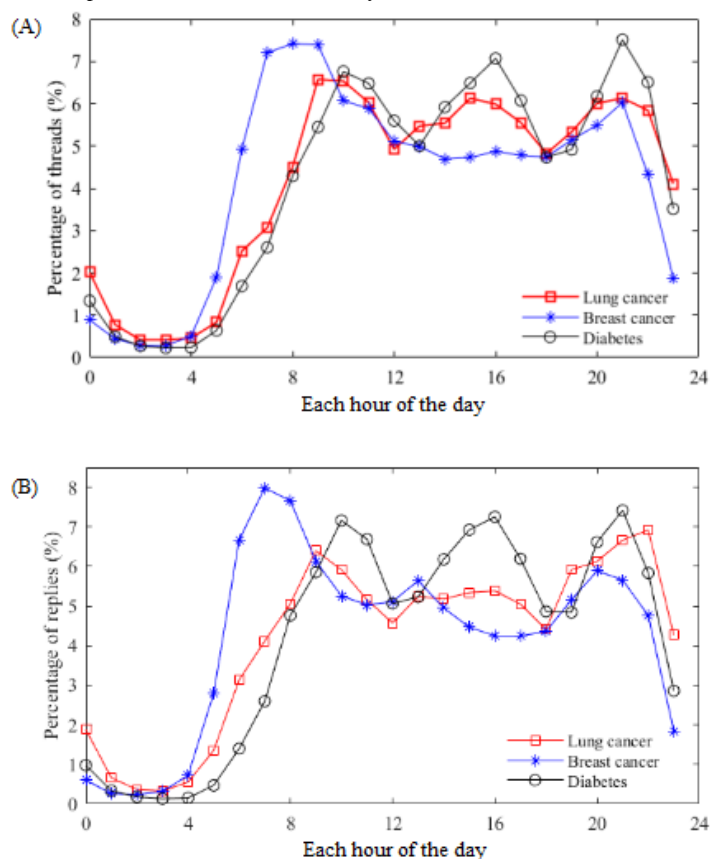 (A)
8
7
6
5
4
3
2
1
0
Percentage of threads (%)
Lung cancer
Breast cancer
Diabetes
0 4 8 12 16 20 24
Each hour of the day
(B)
8
7
6
5
4
3
2
1
0
Percentage of replies (%)
Lung cancer
Breast cancer
Diabetes
0 4 8 12 16 20 24
Each hour of the day